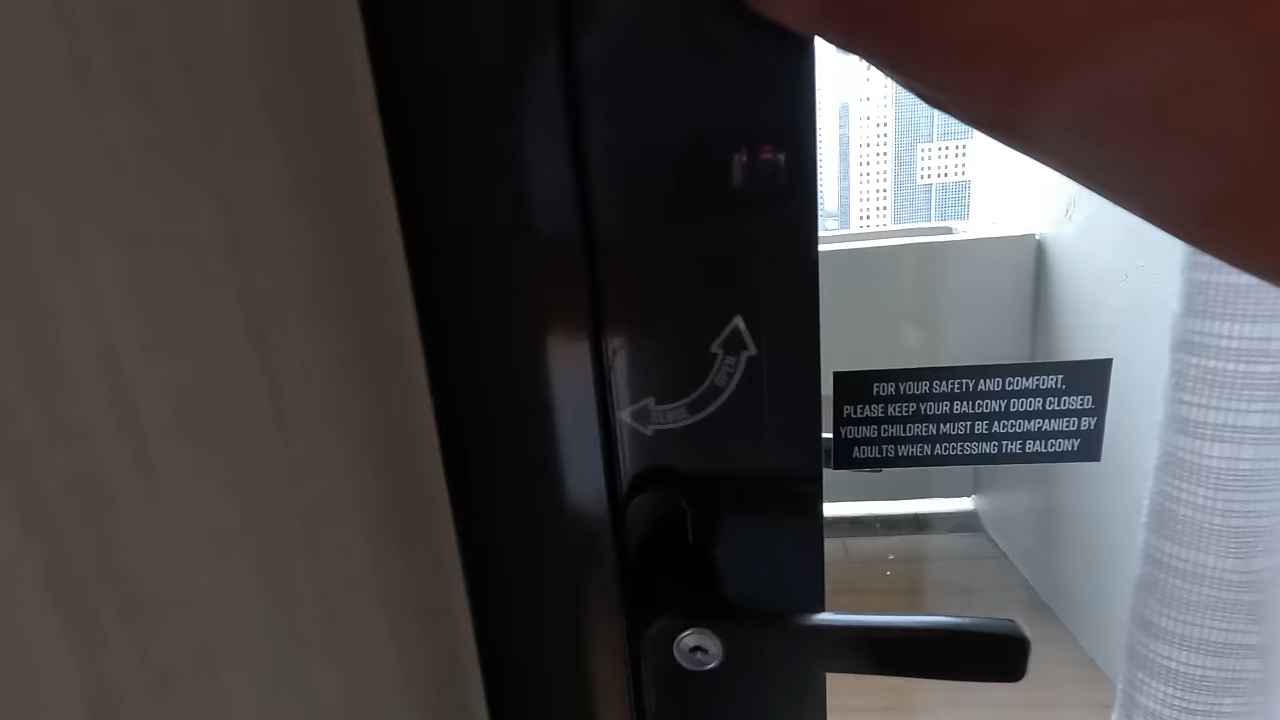 OPEN
CLOSE
FOR YOUR SAFETY AND COMFORT,
PLEASE KEEP YOUR BALCONY DOOR CLOSED.
YOUNG CHILDREN MUST BE ACCOMPANIED BY
ADULTS WHEN ACCESSING THE BALCONY